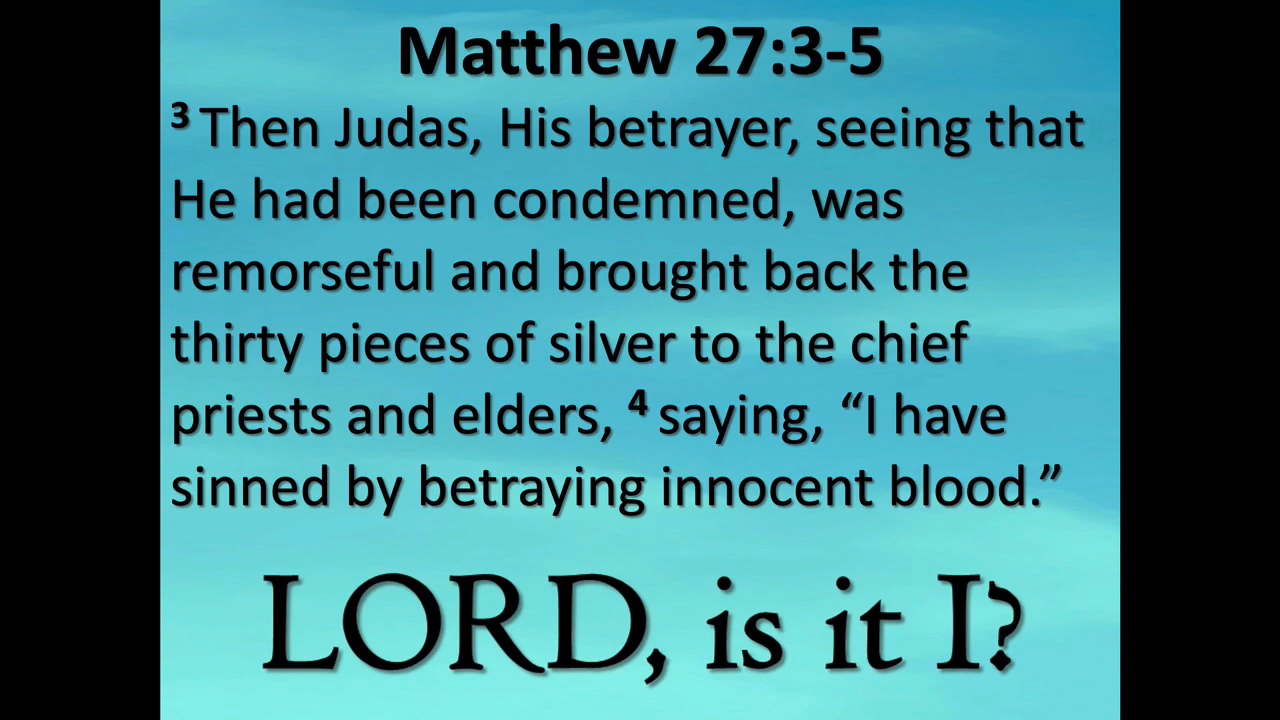 Matthew 27:3-5
3 Then Judas, His betrayer, seeing that
He had been condemned, was
remorseful and brought back the
thirty pieces of silver to the chief
priests and elders, 4 saying, “I have
sinned by betraying innocent blood.”
LORD, is it I?